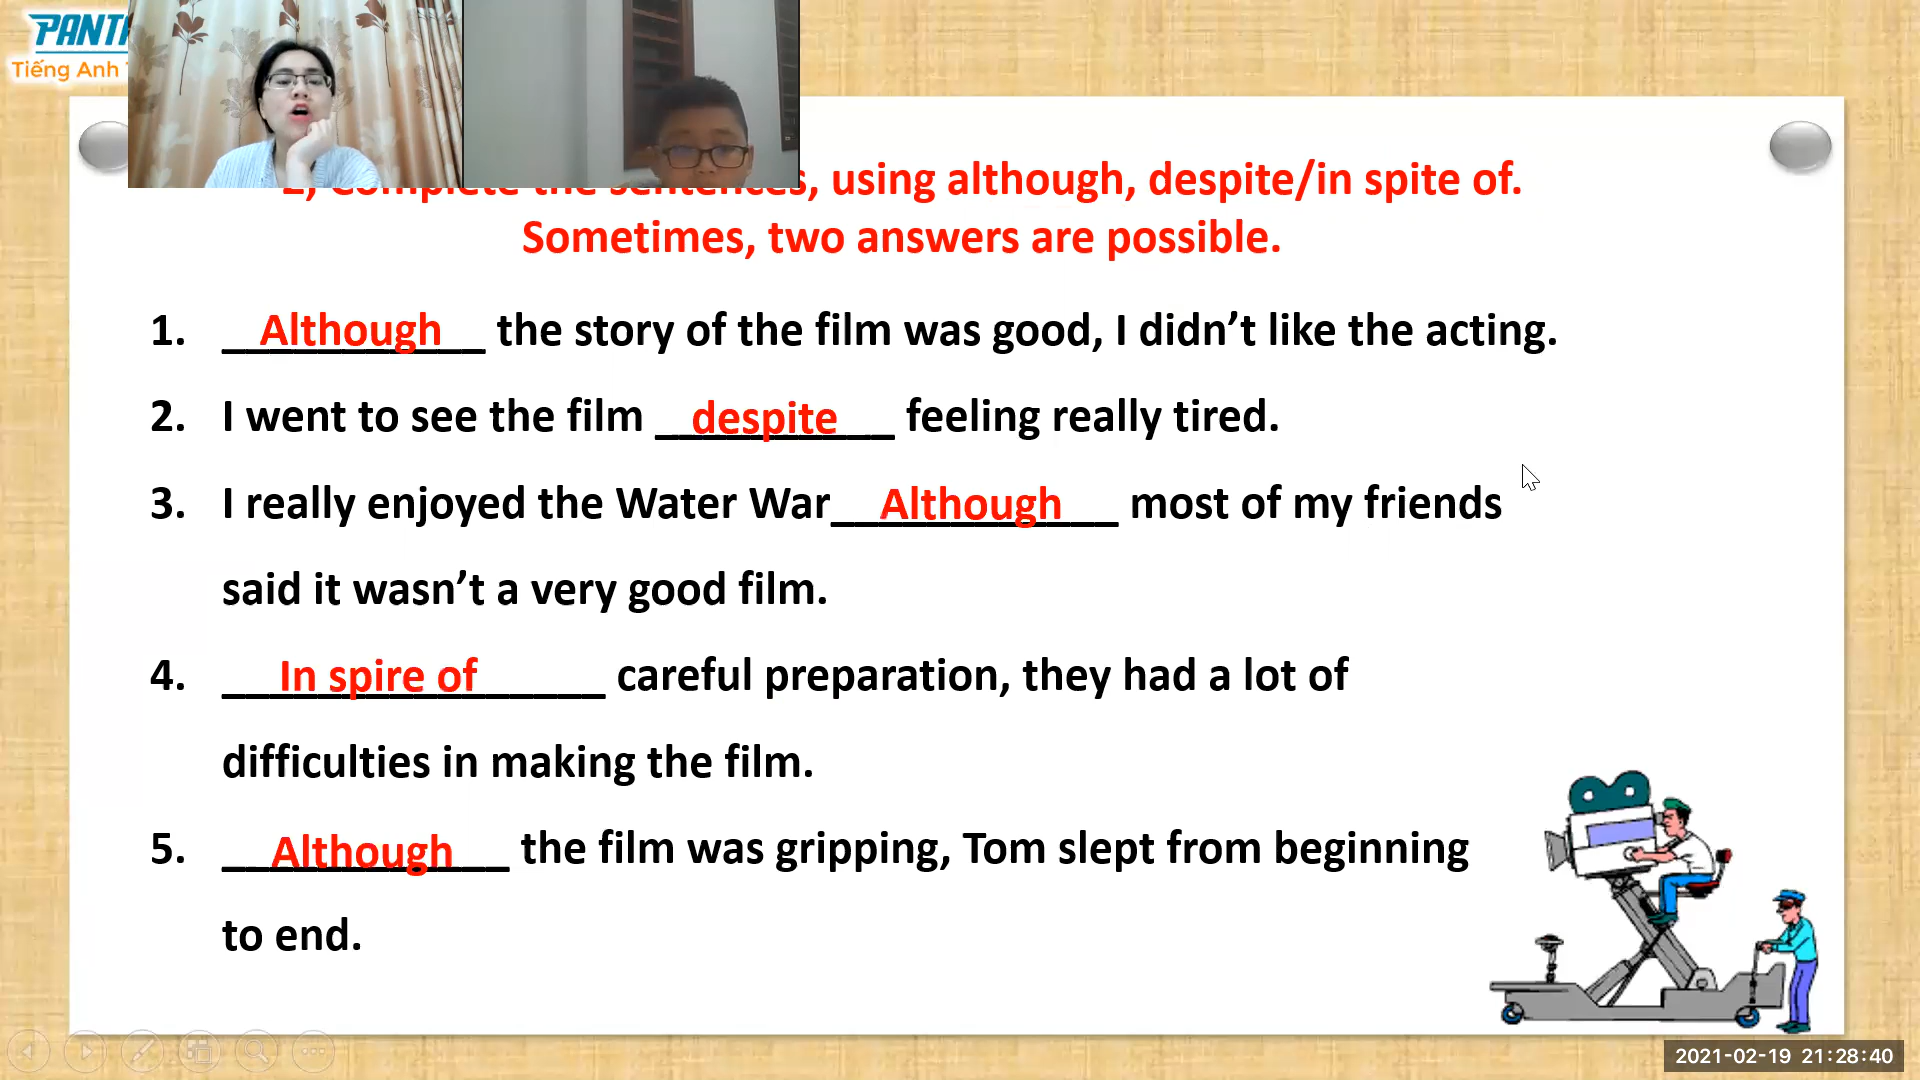 Tiếng Anh
2, Complete the sentences, using although, despite/in spite of.
Sometimes, two answers are possible.
1. Although the story of the film was good, I didn’t like the acting.
2. I went to see the film despite feeling really tired.
3. I really enjoyed the Water War Although most of my friends
said it wasn’t a very good film.
4. In spire of careful preparation, they had a lot of
difficulties in making the film.
5. Although the film was gripping, Tom slept from beginning
to end.
2021-02-19 21:28:40